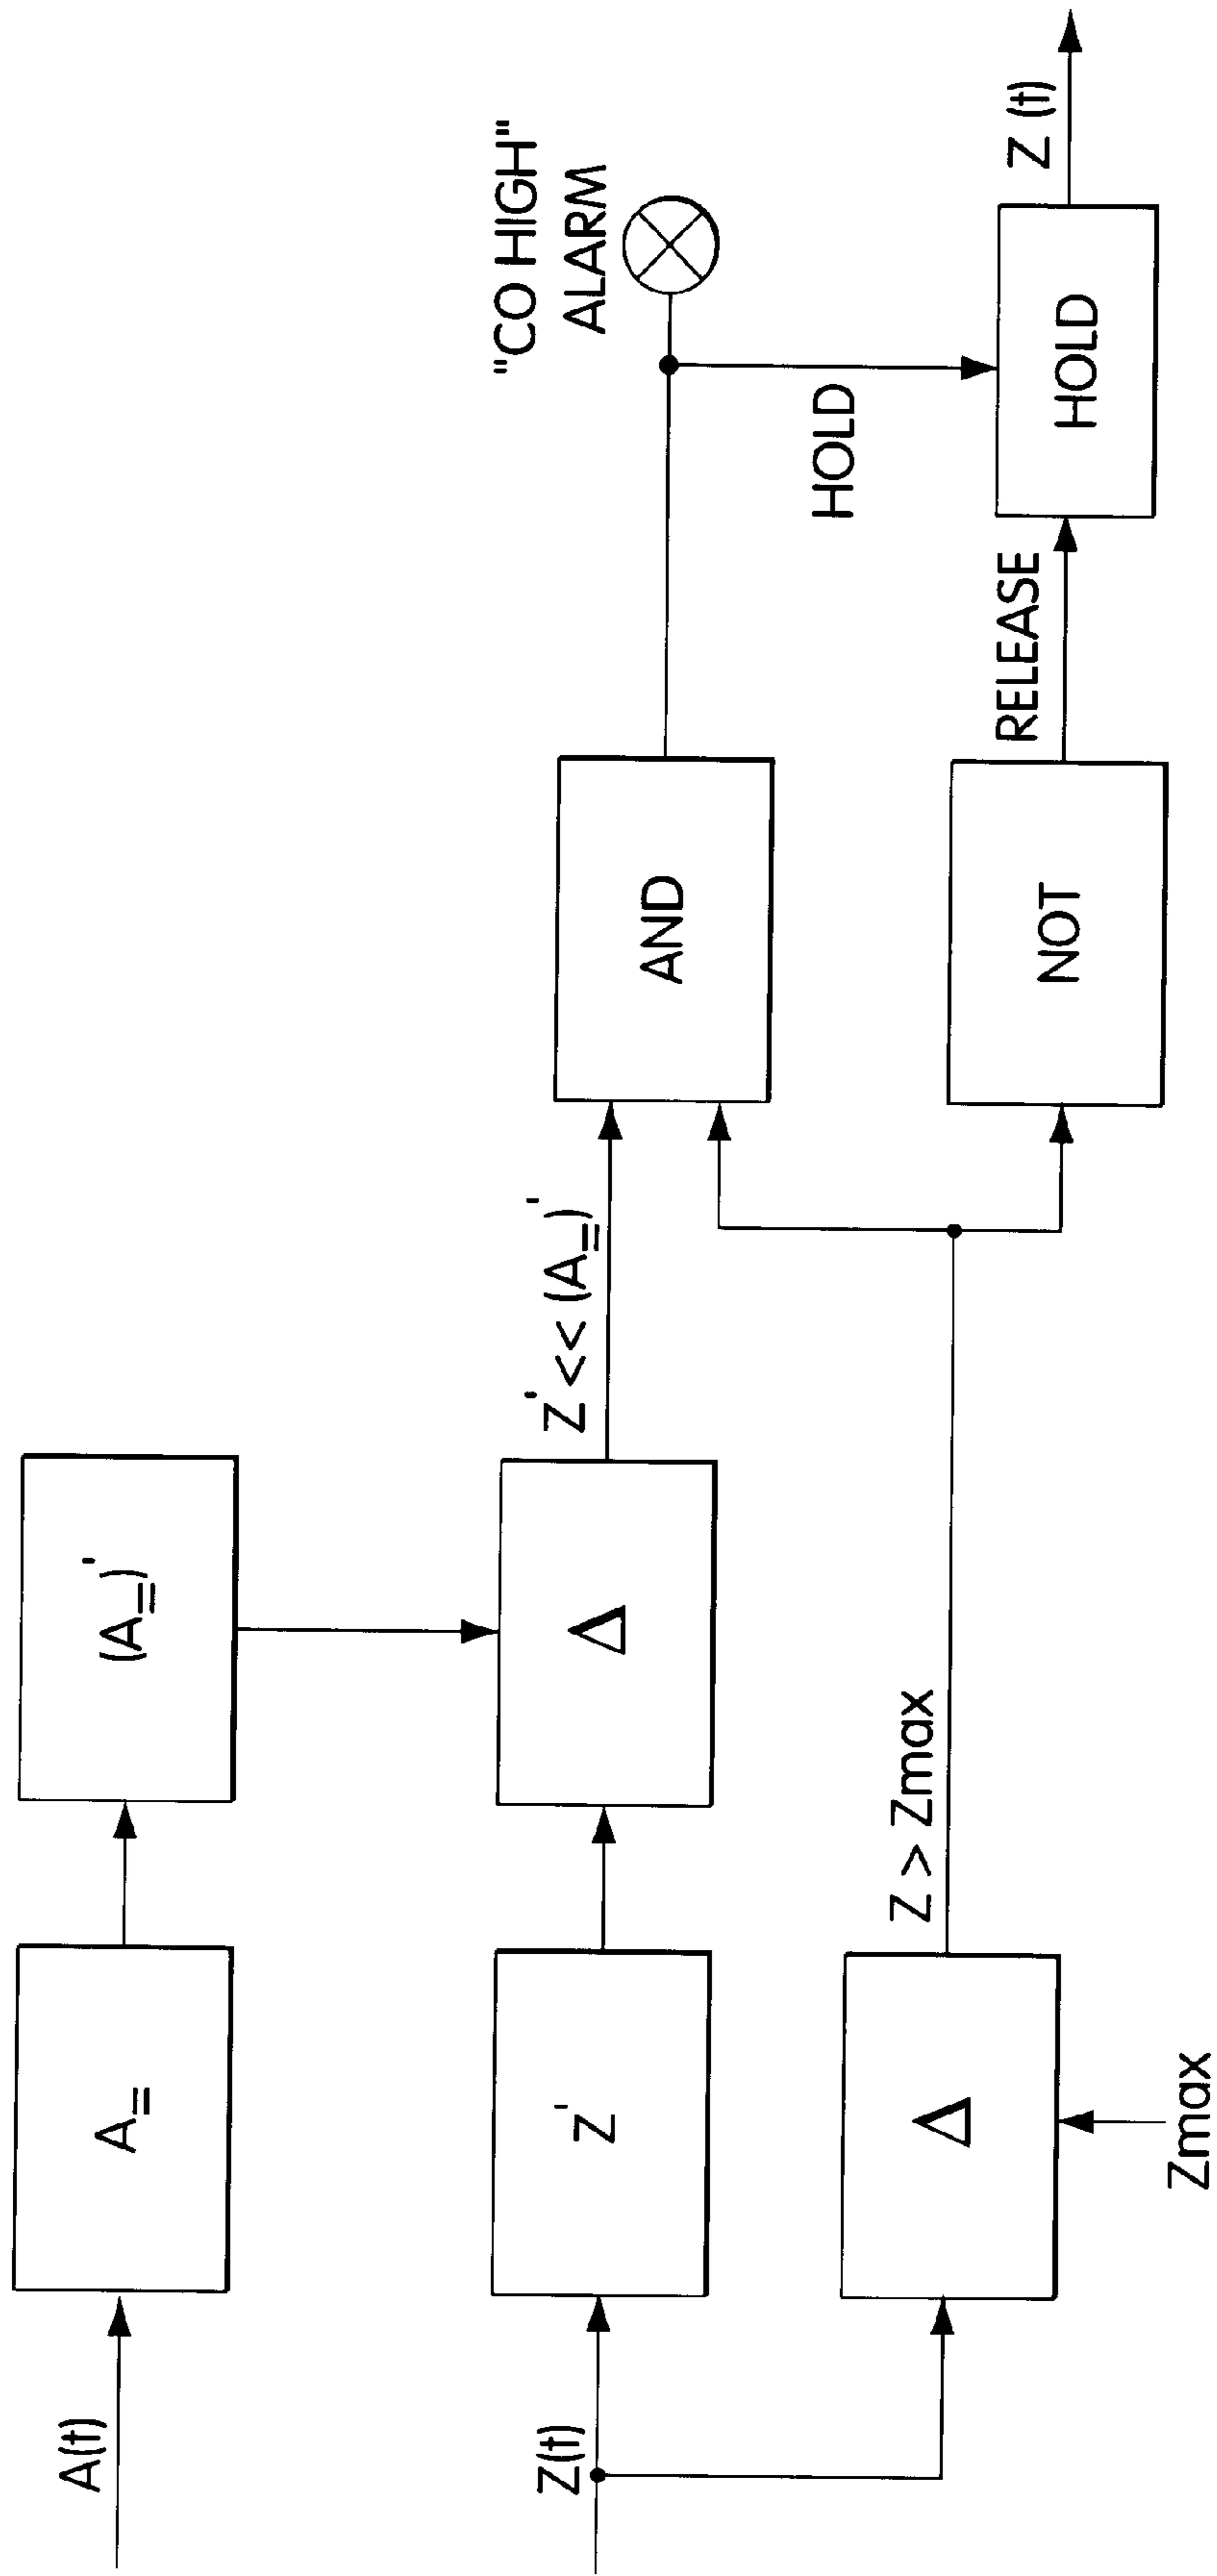 A(t)
A=
(A=)'
Z(t)
Z'
Δ
Z' << (A=)'
AND
"CO HIGH"
ALARM
Zmax
Δ
Z > Zmax
NOT
RELEASE
HOLD
HOLD
Z (t)